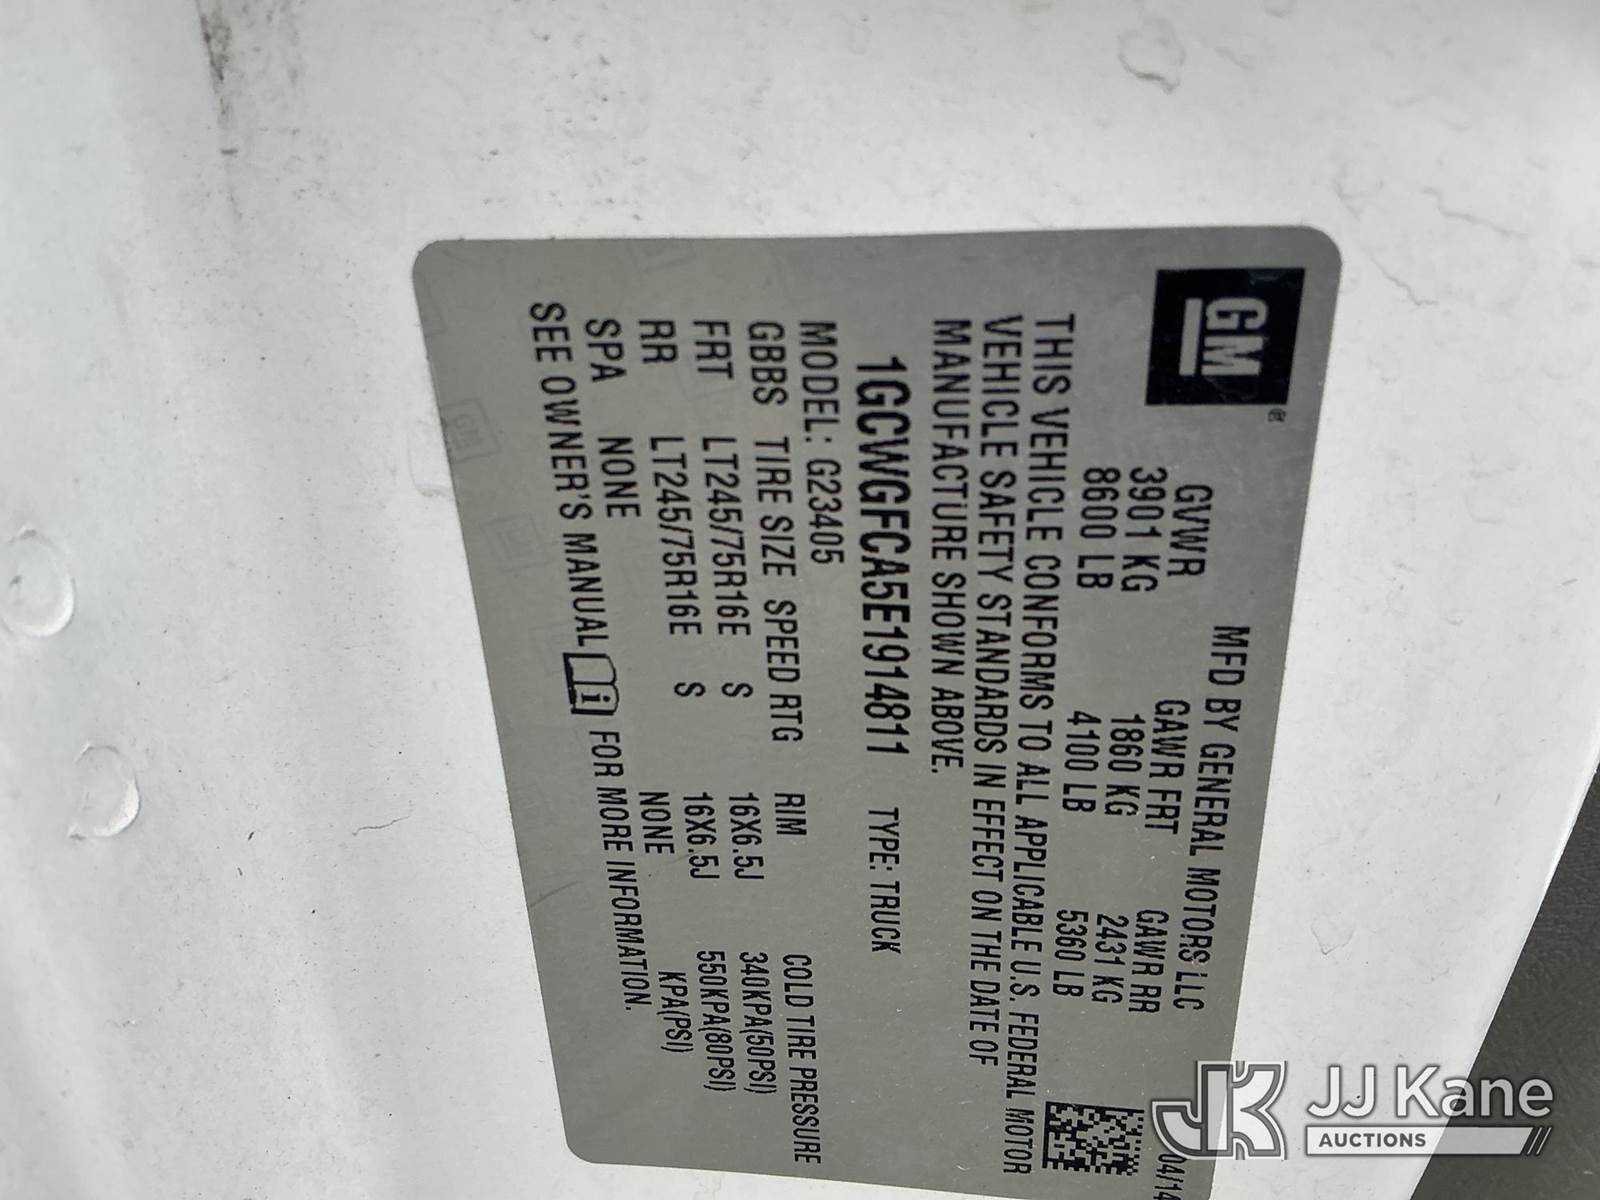 GM
MFD BY GENERAL MOTORS LLC 04/14
GVWR GAWR FRT GAWR RR
3901 KG 1860 KG 2431 KG
8600 LB 4100 LB 5360 LB
THIS VEHICLE CONFORMS TO ALL APPLICABLE U.S. FEDERAL MOTOR
VEHICLE SAFETY STANDARDS IN EFFECT ON THE DATE OF
MANUFACTURE SHOWN ABOVE.
1GCWGFCA5E1914811 TYPE: TRUCK
MODEL: G23405
GBBS TIRE SIZE SPEED RTG RIM COLD TIRE PRESSURE
FRT LT245/75R16E S 16X6.5J 340KPA(50PSI)
RR LT245/75R16E S 16X6.5J 550KPA(80PSI)
SPA NONE NONE KPA(PSI)
SEE OWNER'S MANUAL i FOR MORE INFORMATION.
JK JJ Kane
AUCTIONS